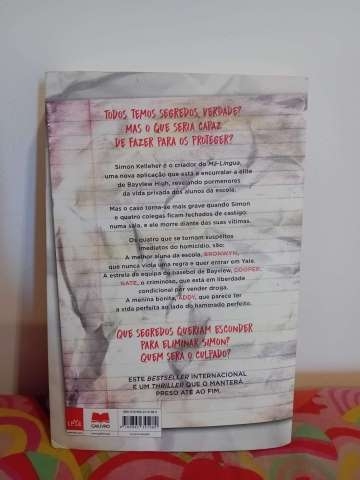 TODOS TEMOS SEGREDOS, VERDADE?
MAS O QUE SERIA CAPAZ
DE FAZER PARA OS PROTEGER?
Simon Kelleher é o criador do Má-Língua,
uma nova aplicação que está a encurralar a elite
de Bayview High, revelando pormenores
da vida privada dos alunos da escola.
Mas o caso torna-se mais grave quando Simon
e quatro colegas ficam fechados de castigo
numa sala, e ele morre diante das suas vítimas.
Os quatro que se tornam suspeitos
imediatos do homicídio, são:
A melhor aluna da escola, BRONWYN,
que nunca violou uma regra e quer entrar em Yale.
A estrela da equipa de basebol de Bayview, COOPER.
NATE, o criminoso, que está em liberdade
condicional por vender droga.
A menina bonita, ADDY, que parece ter
a vida perfeita ao lado do namorado perfeito.
QUE SEGREDOS QUERIAM ESCONDER
PARA ELIMINAR SIMON?
QUEM SERÁ O CULPADO?
ESTE BESTSELLER INTERNACIONAL
É UM THRILLER QUE O MANTERÁ
PRESO ATÉ AO FIM.
LEYA
GAILIVRO